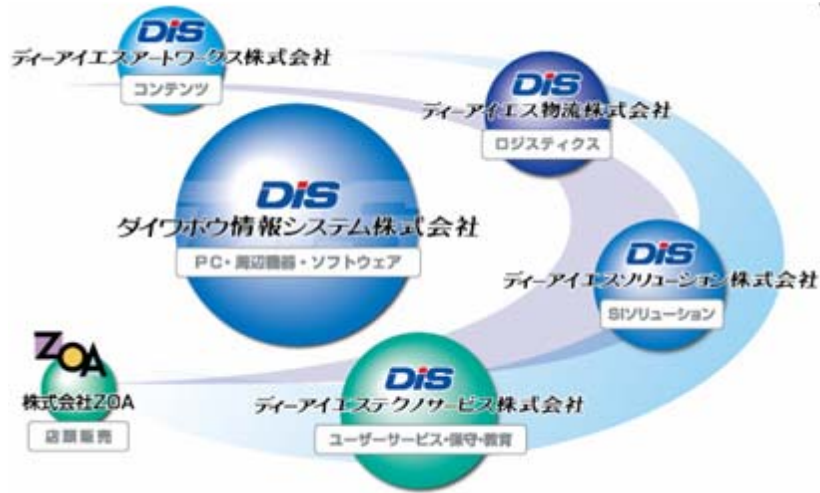 DiS
ディーアイエスアートワークス株式会社
コンテンツ
DiS
ディーアイエス物流株式会社
ロジスティクス
DiS
ダイワボウ情報システム株式会社
PC・周辺機器・ソフトウェア
DiS
ディーアイエスソリューション株式会社
SIソリューション
ZOA
株式会社ZOA
店頭販売
DiS
ディーアイエステクノサービス株式会社
ユーザーサービス・保守・教育